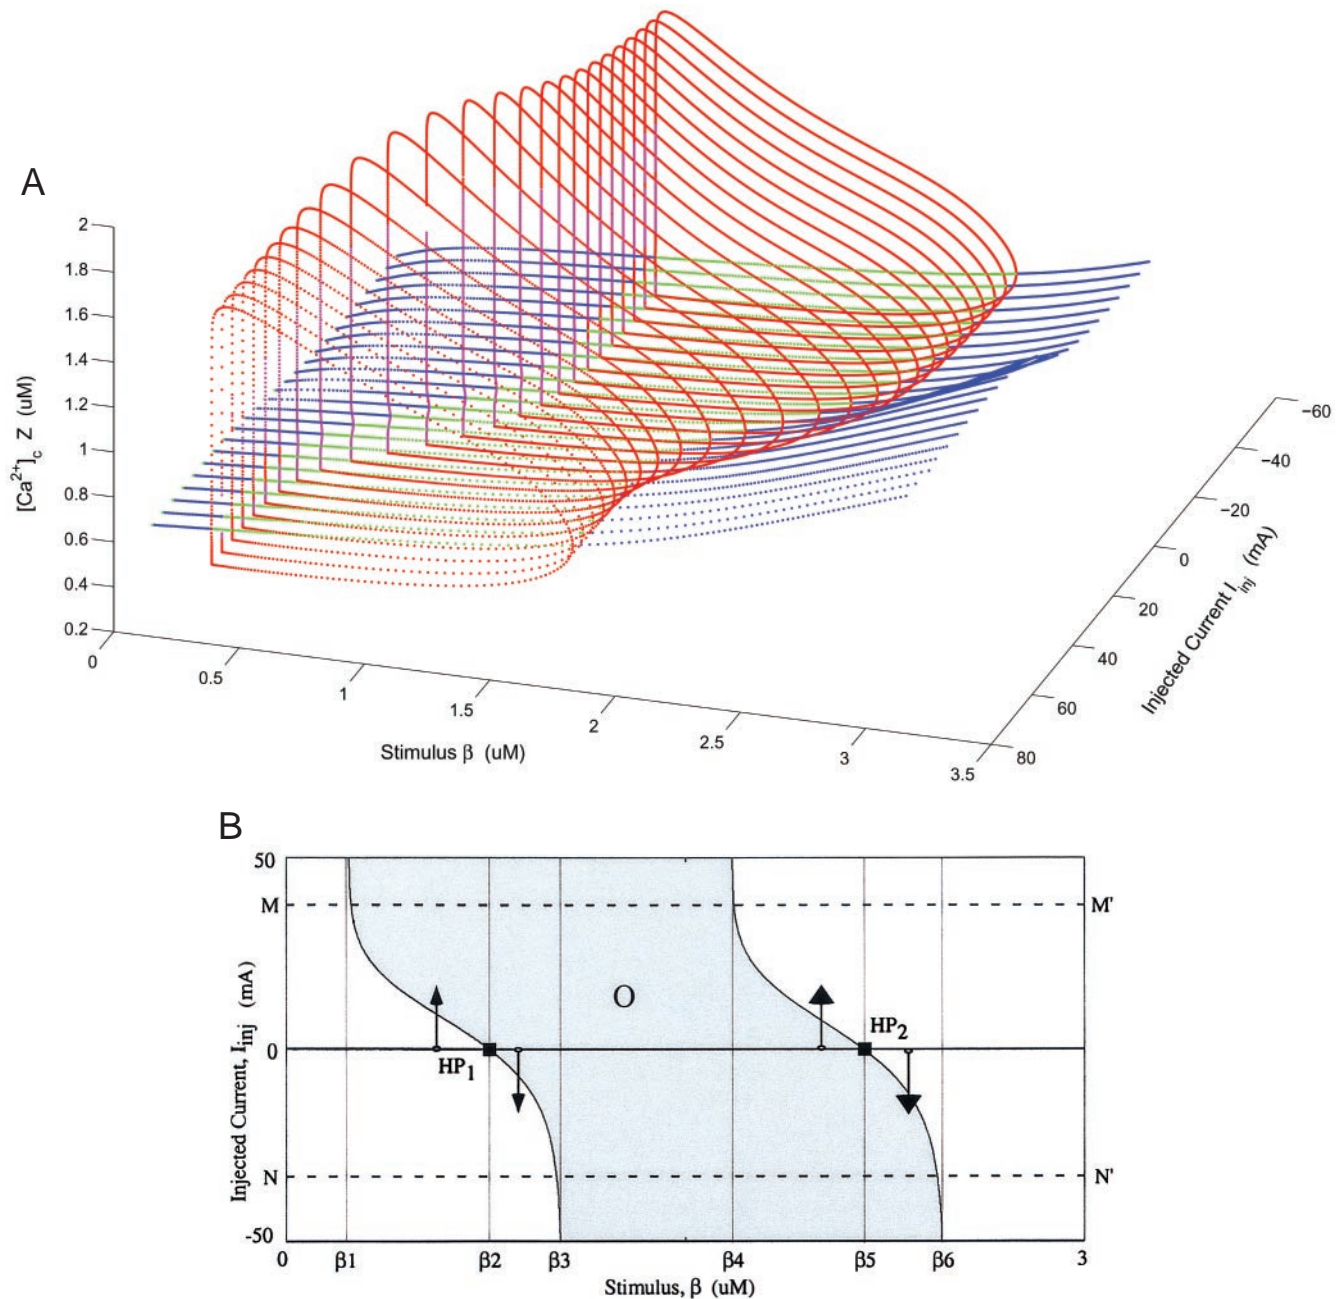 A
2
1.8
1.6
1.4
1.2
1
0.8
0.6
0.4
0.2
[Ca²⁺]c Z (uM)
0
0.5
1
1.5
2
2.5
3
3.5
Stimulus β (uM)
−60
−40
−20
0
20
40
60
80
Injected Current Iinj (mA)
B
50
M
M'
O
HP2
0
HP1
N
N'
-50
Injected Current, Iinj (mA)
0 β1 β2 β3 β4 β5 β6 3
Stimulus, β (uM)